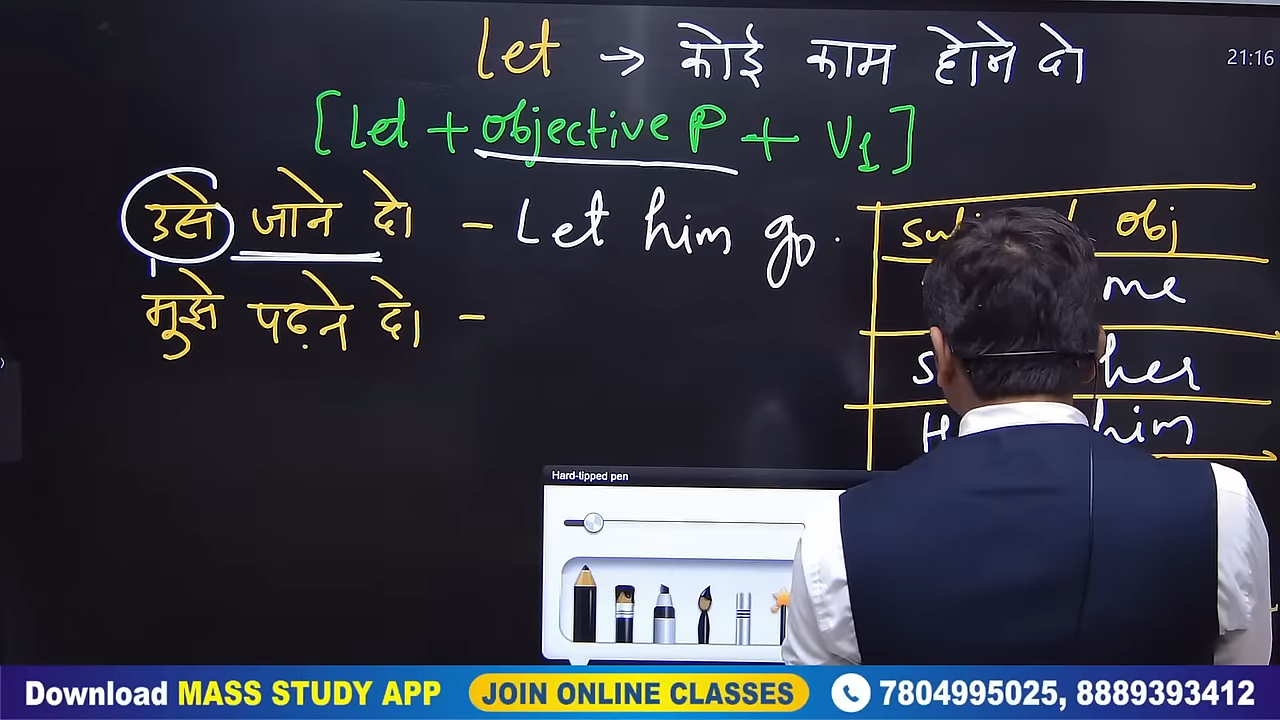 let → कोई काम होने दो
21:16
[Let + objective P + V1]
उसे जाने दो। - Let him go.
मुझे पढ़ने दो। -
obj
me
her
him
Hard-tipped pen
Download MASS STUDY APP JOIN ONLINE CLASSES 7804995025, 8889393412